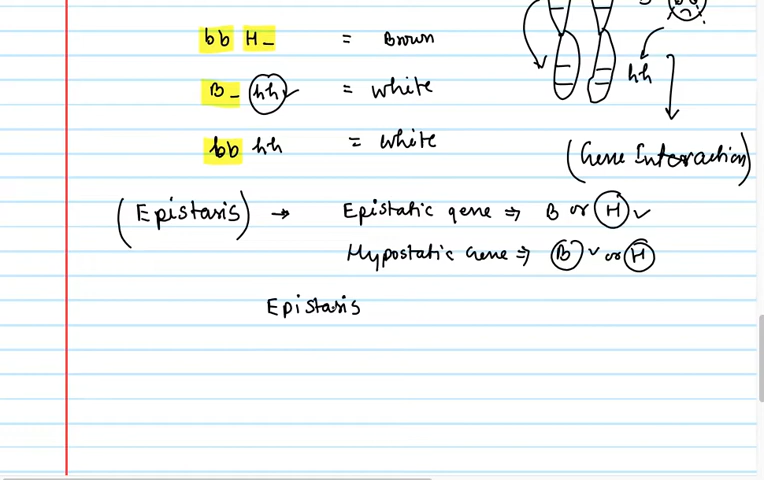 bb H_ = Brown
B_ hh ✓ = white
hh
bb hh = white
(Gene Interaction)
(Epistasis) → Epistatic gene ⇒ B or H ✓
Hypostatic Gene ⇒ B ✓ or H
Epistasis